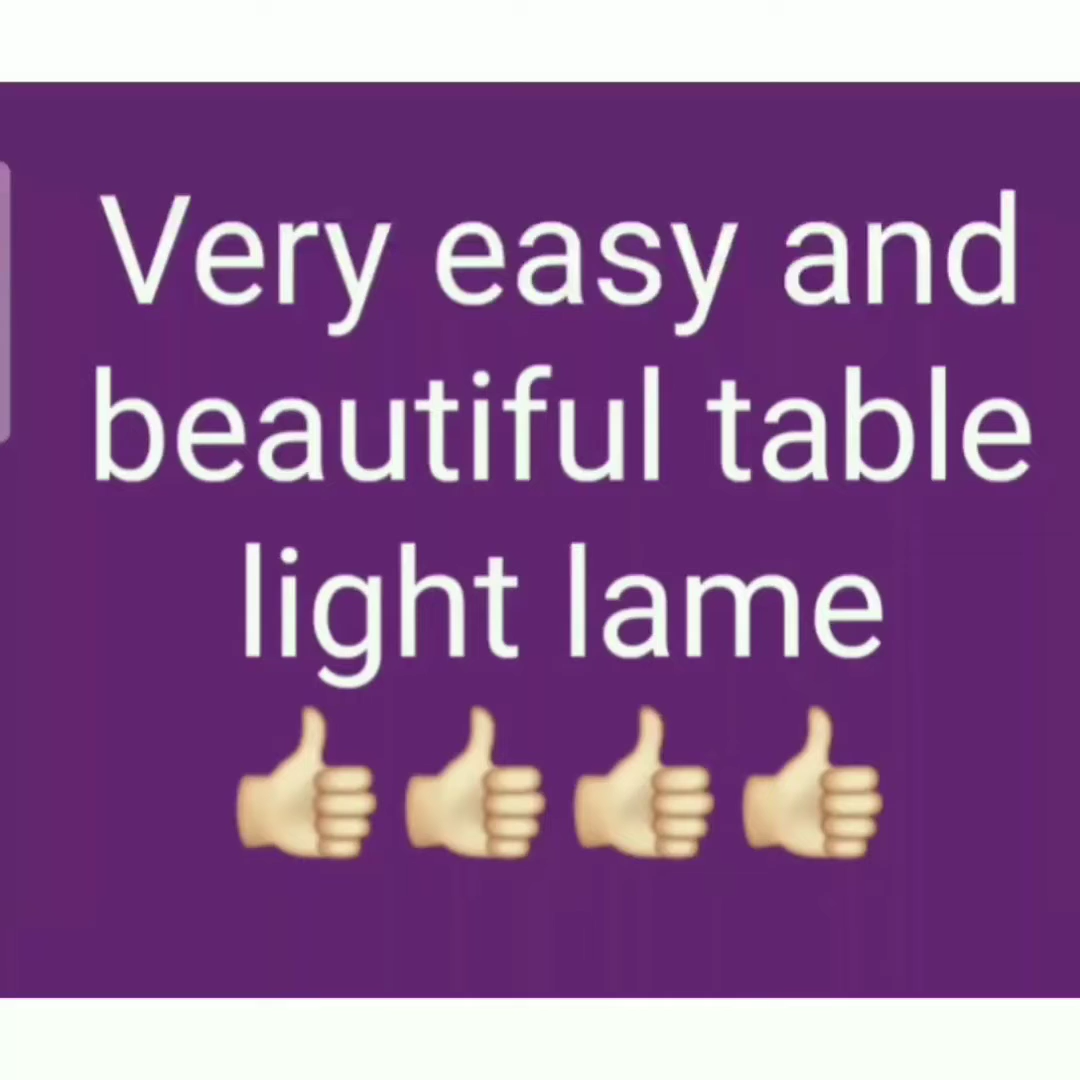 Very easy and
beautiful table
light lame
👍🏼👍🏼👍🏼👍🏼